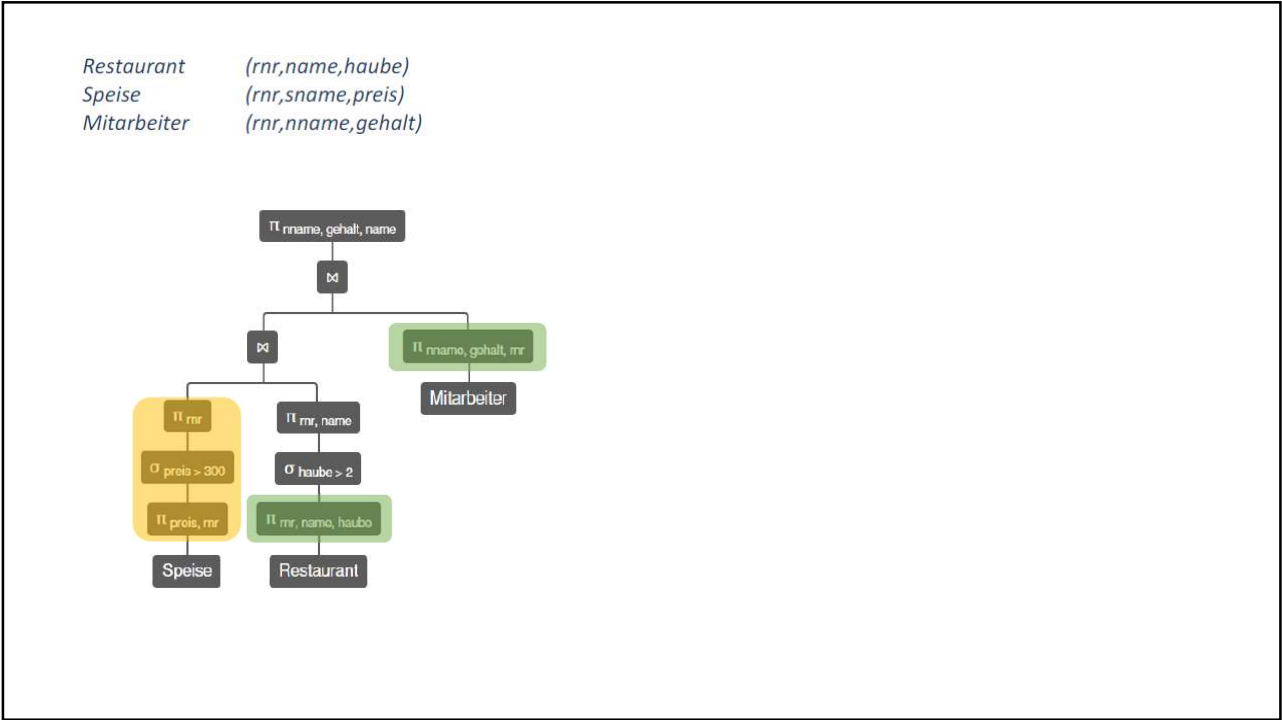 Restaurant (rnr,name,haube)
Speise (rnr,sname,preis)
Mitarbeiter (rnr,nname,gehalt)
π nname, gehalt, name
⋈
⋈
π nname, gehalt, rnr
Mitarbeiter
π rnr
π rnr, name
σ preis > 300
σ haube > 2
π preis, rnr
π rnr, name, haube
Speise
Restaurant